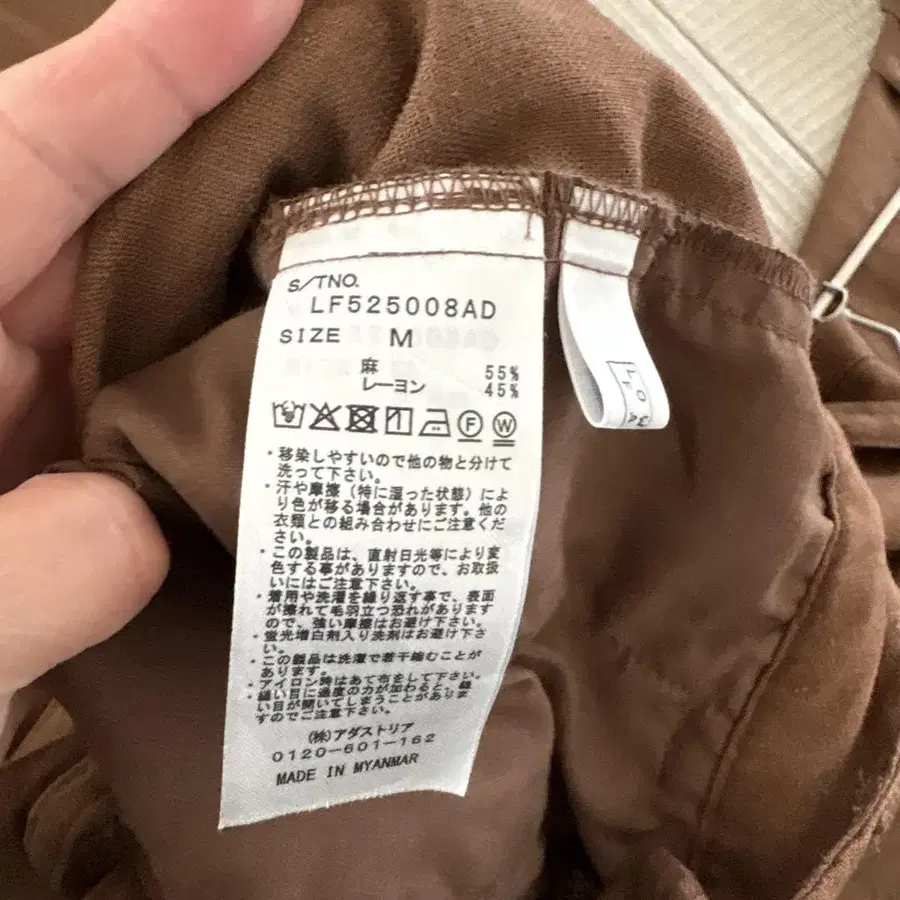 S/TNO.
LF525008AD
SIZE M
麻 55%
レーヨン 45%
F W
・移染しやすいので他の物と分けて
洗って下さい。
・汗や摩擦（特に湿った状態）によ
り色が移る場合があります。他の
衣類との組み合わせにご注意くだ
さい。
・この製品は、直射日光等により変
色する事がありますので、お取扱
いにはご注意下さい。
・着用や洗濯を繰り返す事で、表面
が擦れて毛羽立つ恐れがあります
ので、強い摩擦はお避け下さい。
・蛍光増白剤入り洗剤はお避け下さ
い。
・この製品は洗濯で若干縮むことが
あります。
・アイロン時はあて布をして下さい。
・縫い目に過度の力が加わると、縫
い目が開いてしまうことがありま
すのでご注意下さい。
(株)アダストリア
0120-601-162
MADE IN MYANMAR